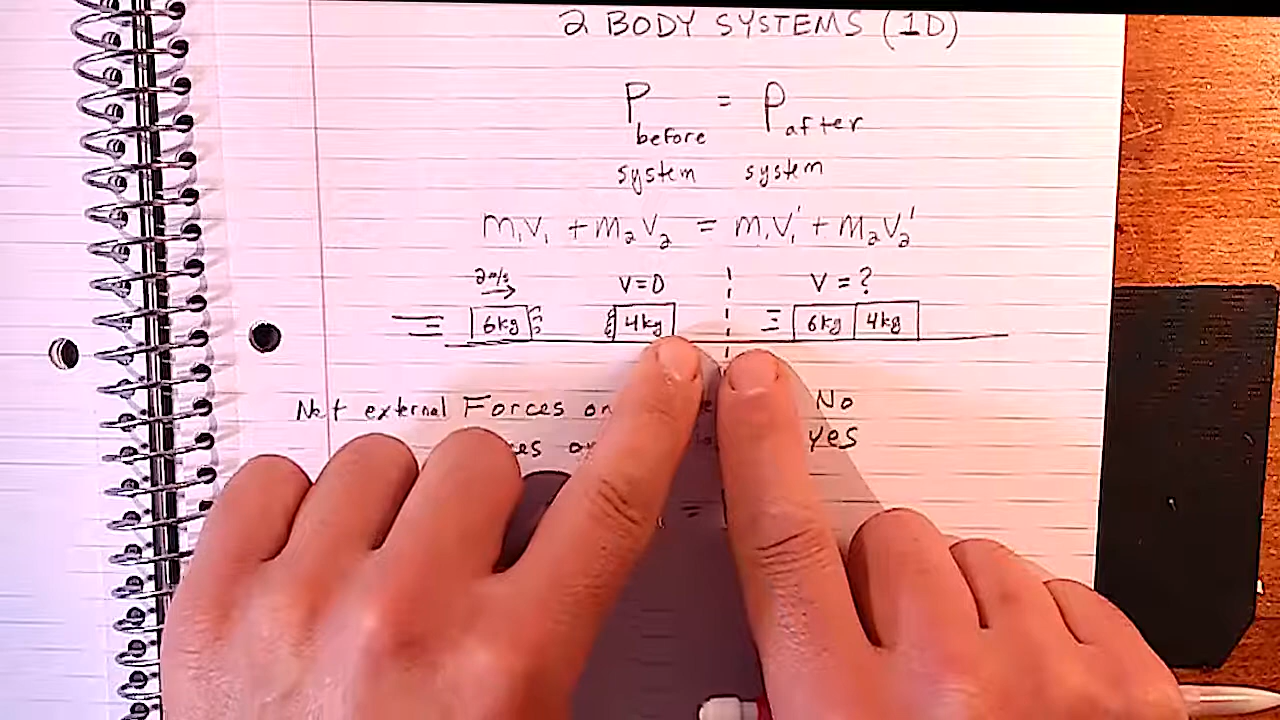 2 BODY SYSTEMS (1D)
P before = P after
system system
m₁v₁ + m₂v₂ = m₁v₁' + m₂v₂'
2 m/s V=0 V = ?
6kg 4kg 6kg 4kg
Net external Forces on No
yes
=